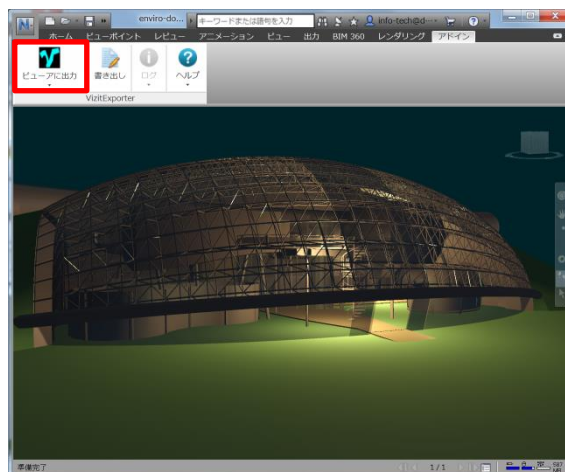 N enviro-do... キーワードまたは語句を入力 info-tech@d...
ホーム ビューポイント レビュー アニメーション ビュー 出力 BIM 360 レンダリング アドイン
ビューアに出力 書き出し ログ ヘルプ
VizitExporter
準備完了 1/1